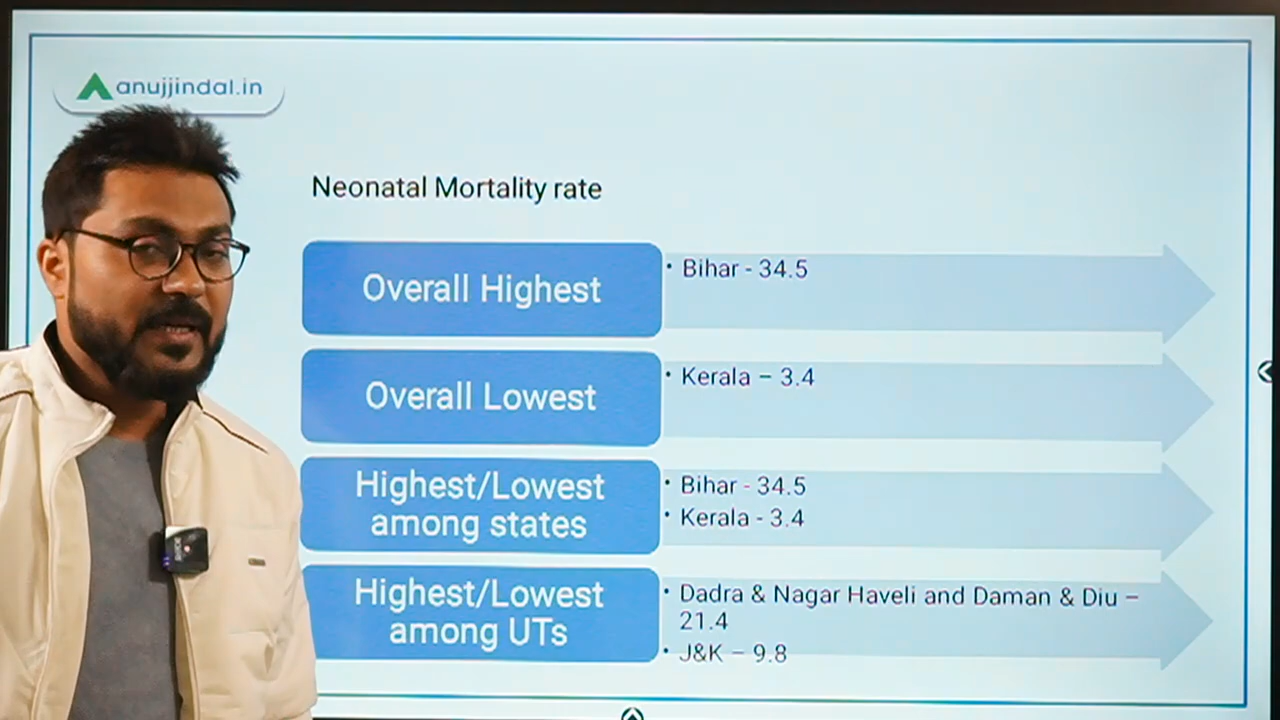 anujjindal.in
Neonatal Mortality rate
Overall Highest
• Bihar - 34.5
Overall Lowest
• Kerala – 3.4
Highest/Lowest
among states
• Bihar - 34.5
• Kerala - 3.4
Highest/Lowest
among UTs
• Dadra & Nagar Haveli and Daman & Diu –
21.4
• J&K – 9.8